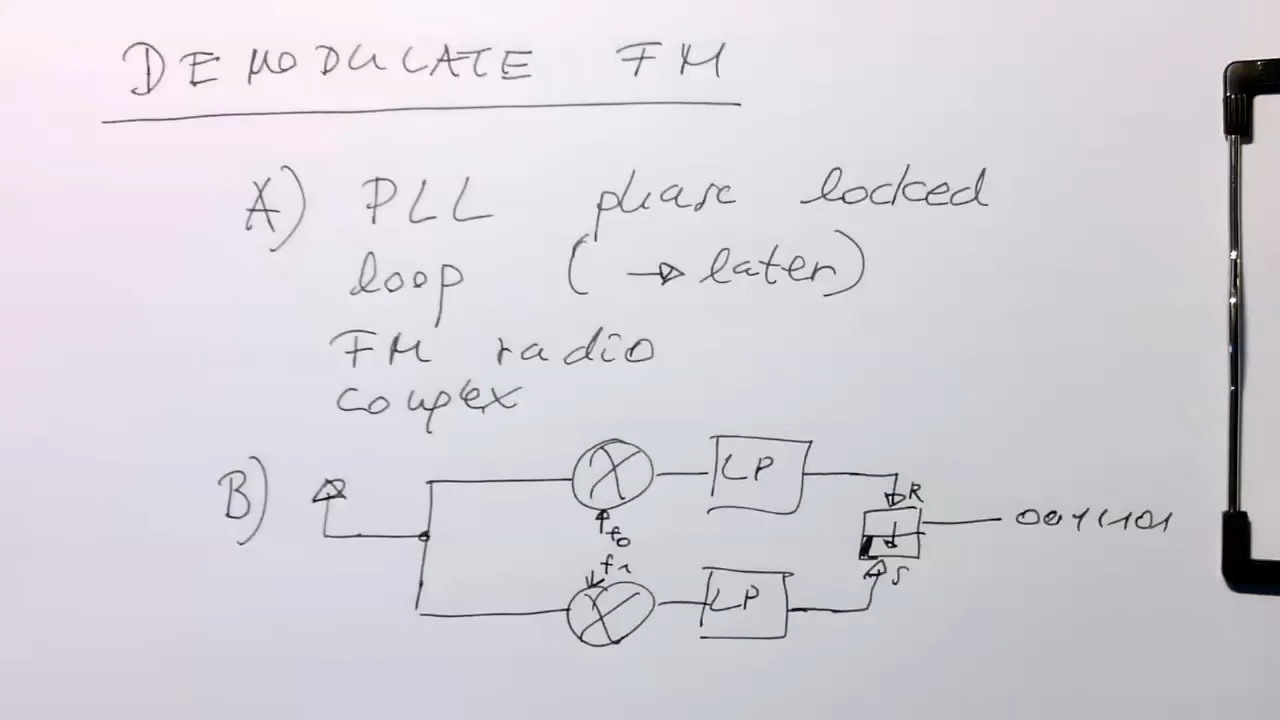 DEMODULATE FM
A) PLL phase locked
loop (→ later)
FM radio
complex
B)
LP
R
f0
0011101
f1
LP
S